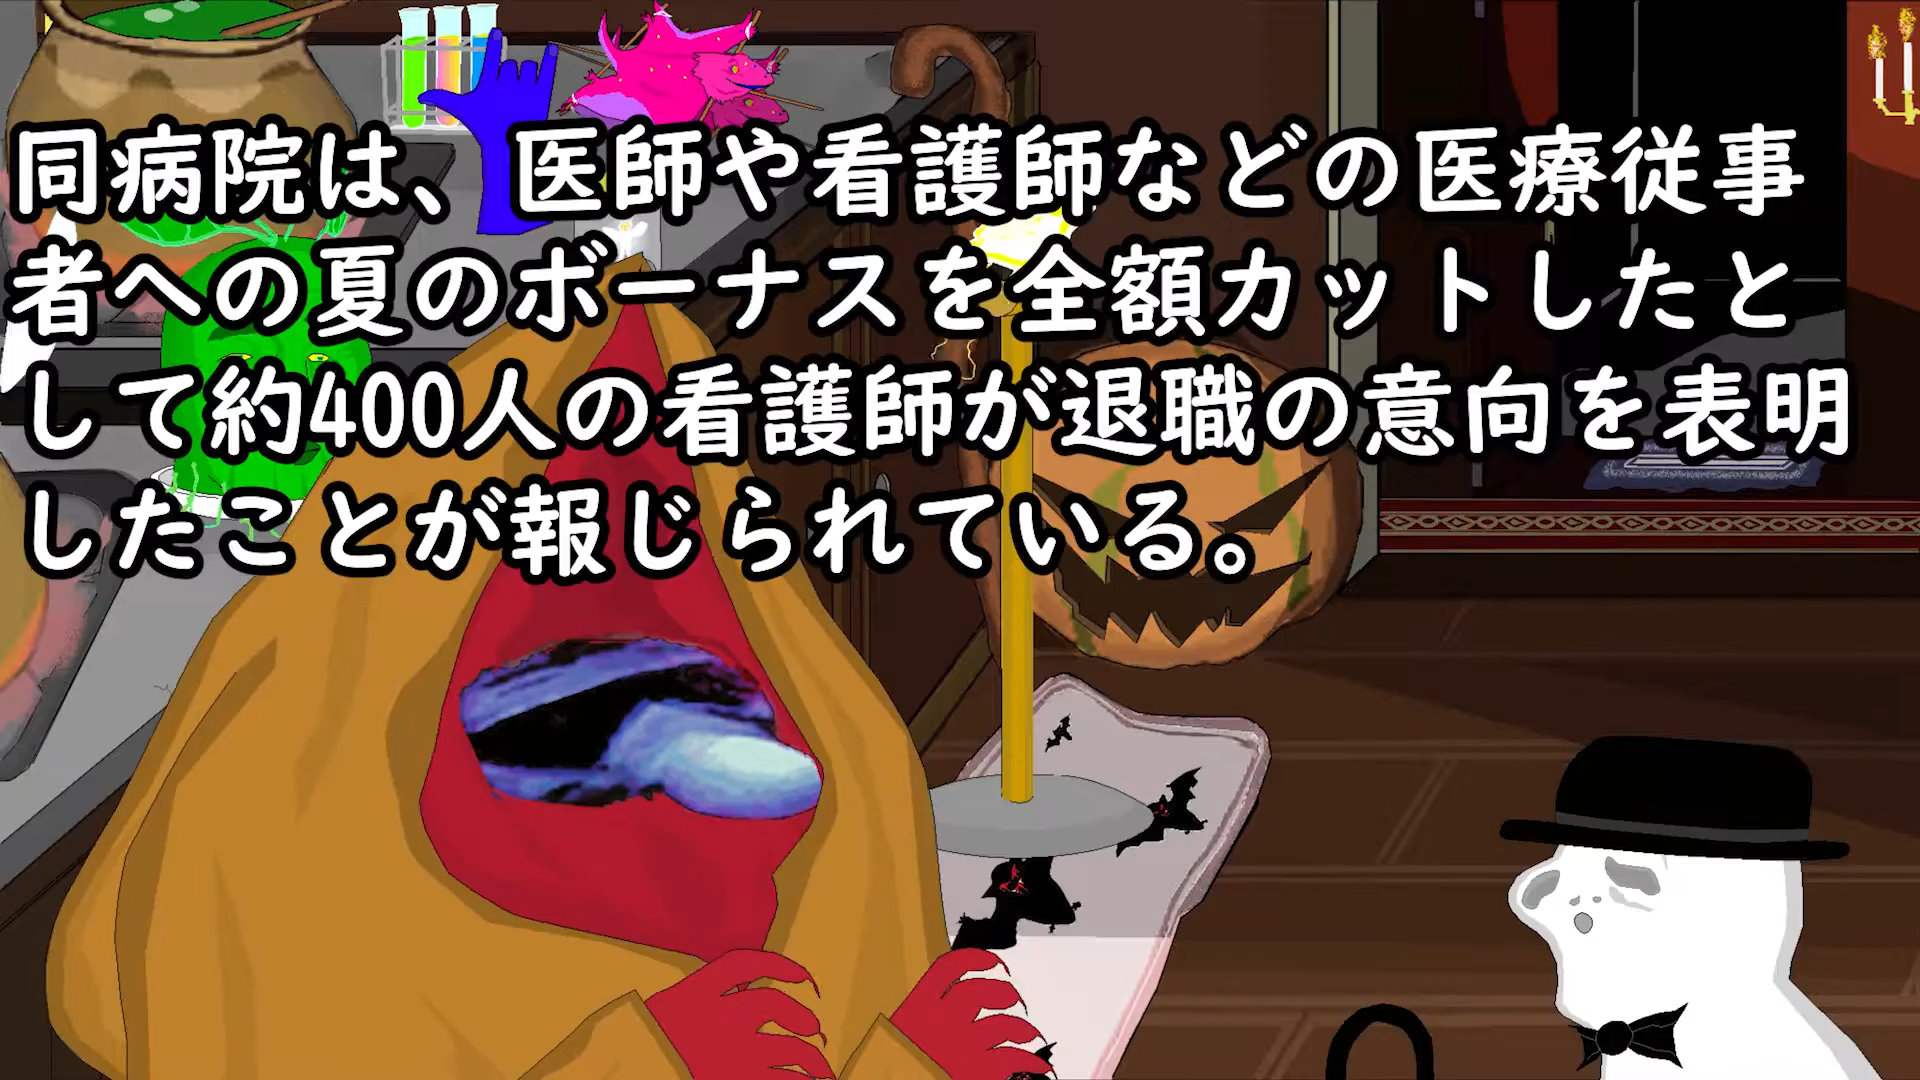 同病院は、医師や看護師などの医療従事
者への夏のボーナスを全額カットしたと
して約400人の看護師が退職の意向を表明
したことが報じられている。